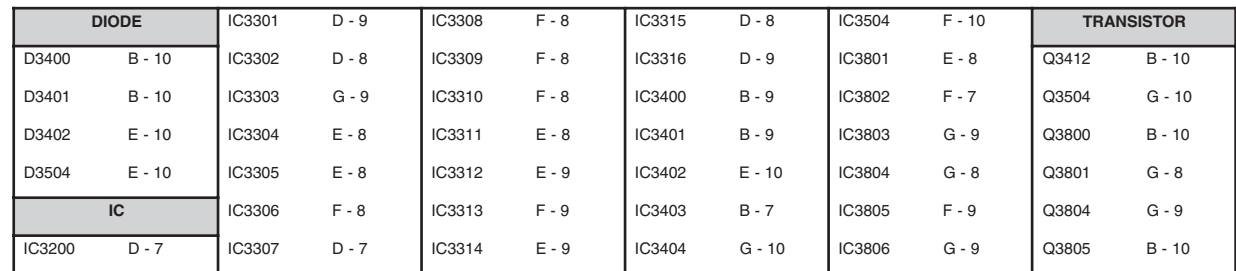 DIODE IC3301 D - 9 IC3308 F - 8 IC3315 D - 8 IC3504 F - 10 TRANSISTOR
D3400 B - 10 IC3302 D - 8 IC3309 F - 8 IC3316 D - 9 IC3801 E - 8 Q3412 B - 10
D3401 B - 10 IC3303 G - 9 IC3310 F - 8 IC3400 B - 9 IC3802 F - 7 Q3504 G - 10
D3402 E - 10 IC3304 E - 8 IC3311 E - 8 IC3401 B - 9 IC3803 G - 9 Q3800 B - 10
D3504 E - 10 IC3305 E - 8 IC3312 E - 9 IC3402 E - 10 IC3804 G - 8 Q3801 G - 8
IC IC3306 F - 8 IC3313 F - 9 IC3403 B - 7 IC3805 F - 9 Q3804 G - 9
IC3200 D - 7 IC3307 D - 7 IC3314 E - 9 IC3404 G - 10 IC3806 G - 9 Q3805 B - 10